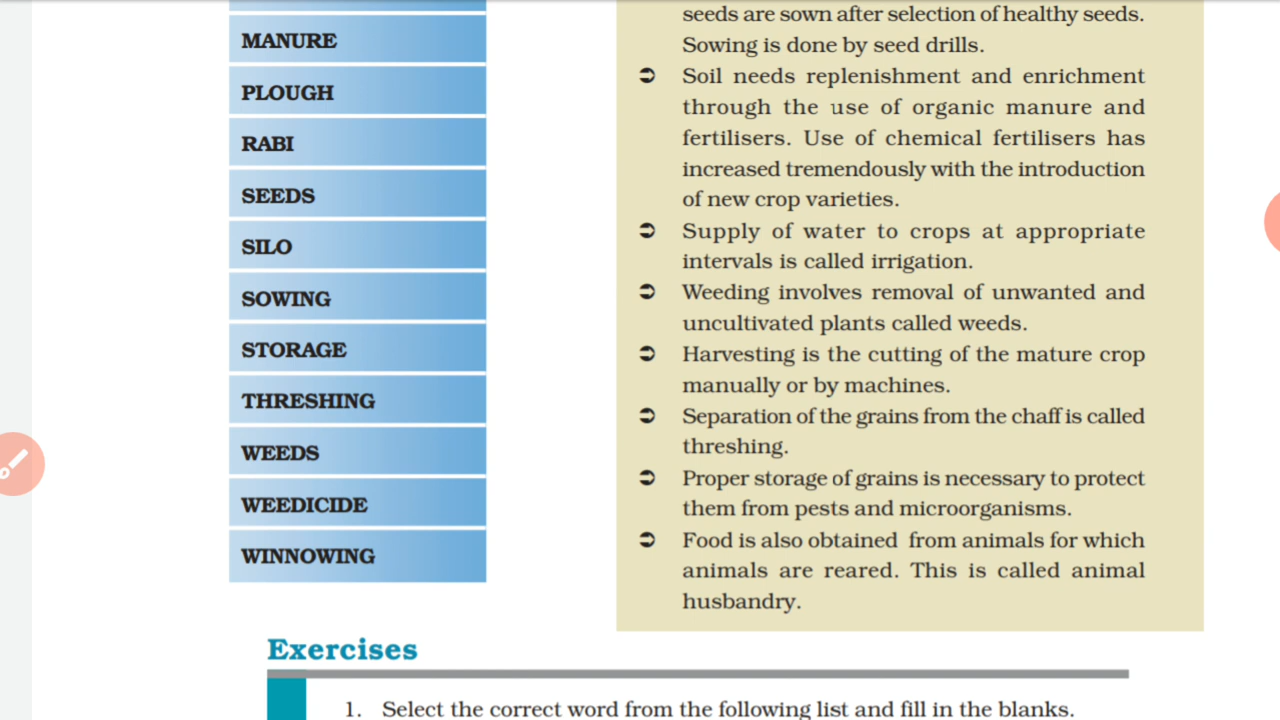 MANURE
PLOUGH
RABI
SEEDS
SILO
SOWING
STORAGE
THRESHING
WEEDS
WEEDICIDE
WINNOWING
seeds are sown after selection of healthy seeds.
Sowing is done by seed drills.
➲ Soil needs replenishment and enrichment
through the use of organic manure and
fertilisers. Use of chemical fertilisers has
increased tremendously with the introduction
of new crop varieties.
➲ Supply of water to crops at appropriate
intervals is called irrigation.
➲ Weeding involves removal of unwanted and
uncultivated plants called weeds.
➲ Harvesting is the cutting of the mature crop
manually or by machines.
➲ Separation of the grains from the chaff is called
threshing.
➲ Proper storage of grains is necessary to protect
them from pests and microorganisms.
➲ Food is also obtained from animals for which
animals are reared. This is called animal
husbandry.
Exercises
1. Select the correct word from the following list and fill in the blanks.